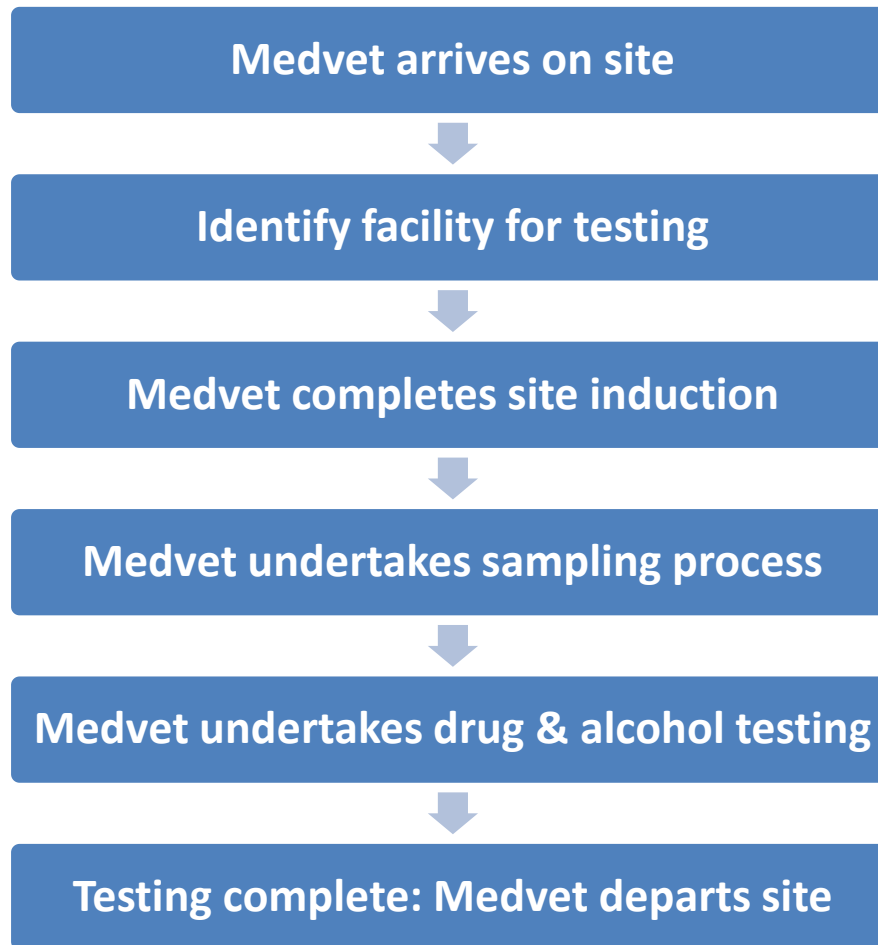 Medvet arrives on site
Identify facility for testing
Medvet completes site induction
Medvet undertakes sampling process
Medvet undertakes drug & alcohol testing
Testing complete: Medvet departs site